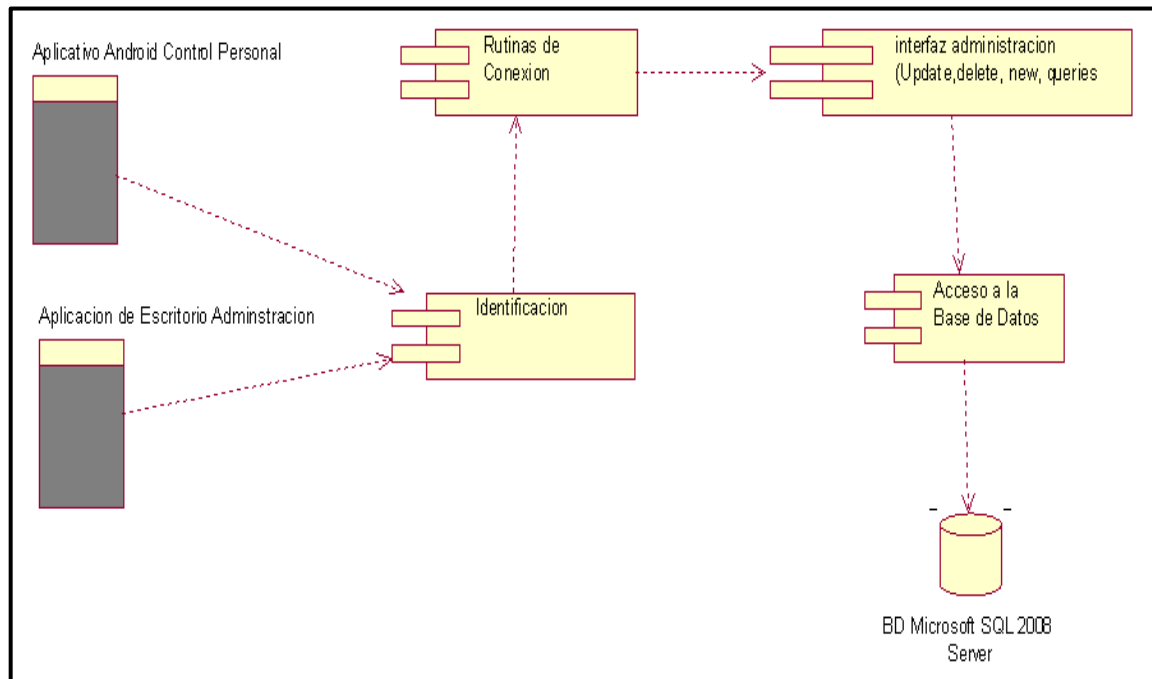 Aplicativo Android Control Personal
Rutinas de
Conexion
interfaz administracion
(Update,delete, new, queries
Aplicacion de Escritorio Adminstracion
Identificacion
Acceso a la
Base de Datos
BD Microsoft SQL 2008
Server